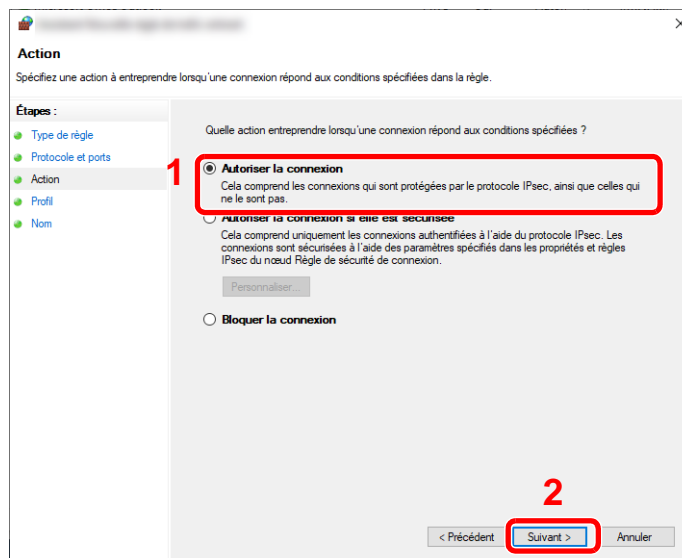 Action
Spécifiez une action à entreprendre lorsqu'une connexion répond aux conditions spécifiées dans la règle.
Étapes :
Type de règle
Protocole et ports
Action
Profil
Nom
Quelle action entreprendre lorsqu'une connexion répond aux conditions spécifiées ?
1
Autoriser la connexion
Cela comprend les connexions qui sont protégées par le protocole IPsec, ainsi que celles qui
ne le sont pas.
Autoriser la connexion si elle est sécurisée
Cela comprend uniquement les connexions authentifiées à l'aide du protocole IPsec. Les
connexions sont sécurisées à l'aide des paramètres spécifiés dans les propriétés et règles
IPsec du nœud Règle de sécurité de connexion.
Personnaliser...
Bloquer la connexion
2
< Précédent
Suivant >
Annuler